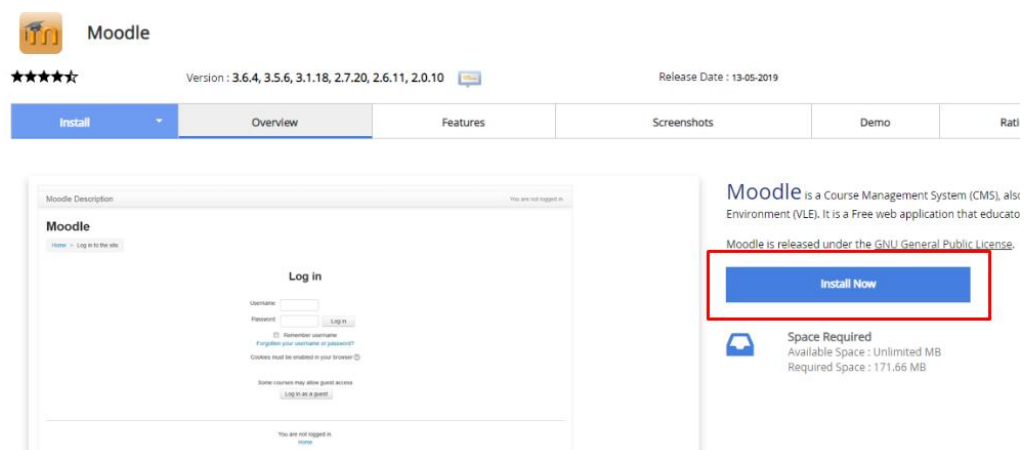 Moodle
Version : 3.6.4, 3.5.6, 3.1.18, 2.7.20, 2.6.11, 2.0.10
Release Date : 13-05-2019
Install
Overview
Features
Screenshots
Demo
Rati
Moodle Description
You are not logged in
Moodle
Home
Log in to the site
Log in
Username
Password
Log in
Remember username
Forgotten your username or password?
Cookies must be enabled in your browser
Some courses may allow guest access
Log in as a guest
You are not logged in.
Home
Moodle is a Course Management System (CMS), also
Environment (VLE). It is a Free web application that educato
Moodle is released under the GNU General Public License.
Install Now
Space Required
Available Space : Unlimited MB
Required Space : 171.66 MB